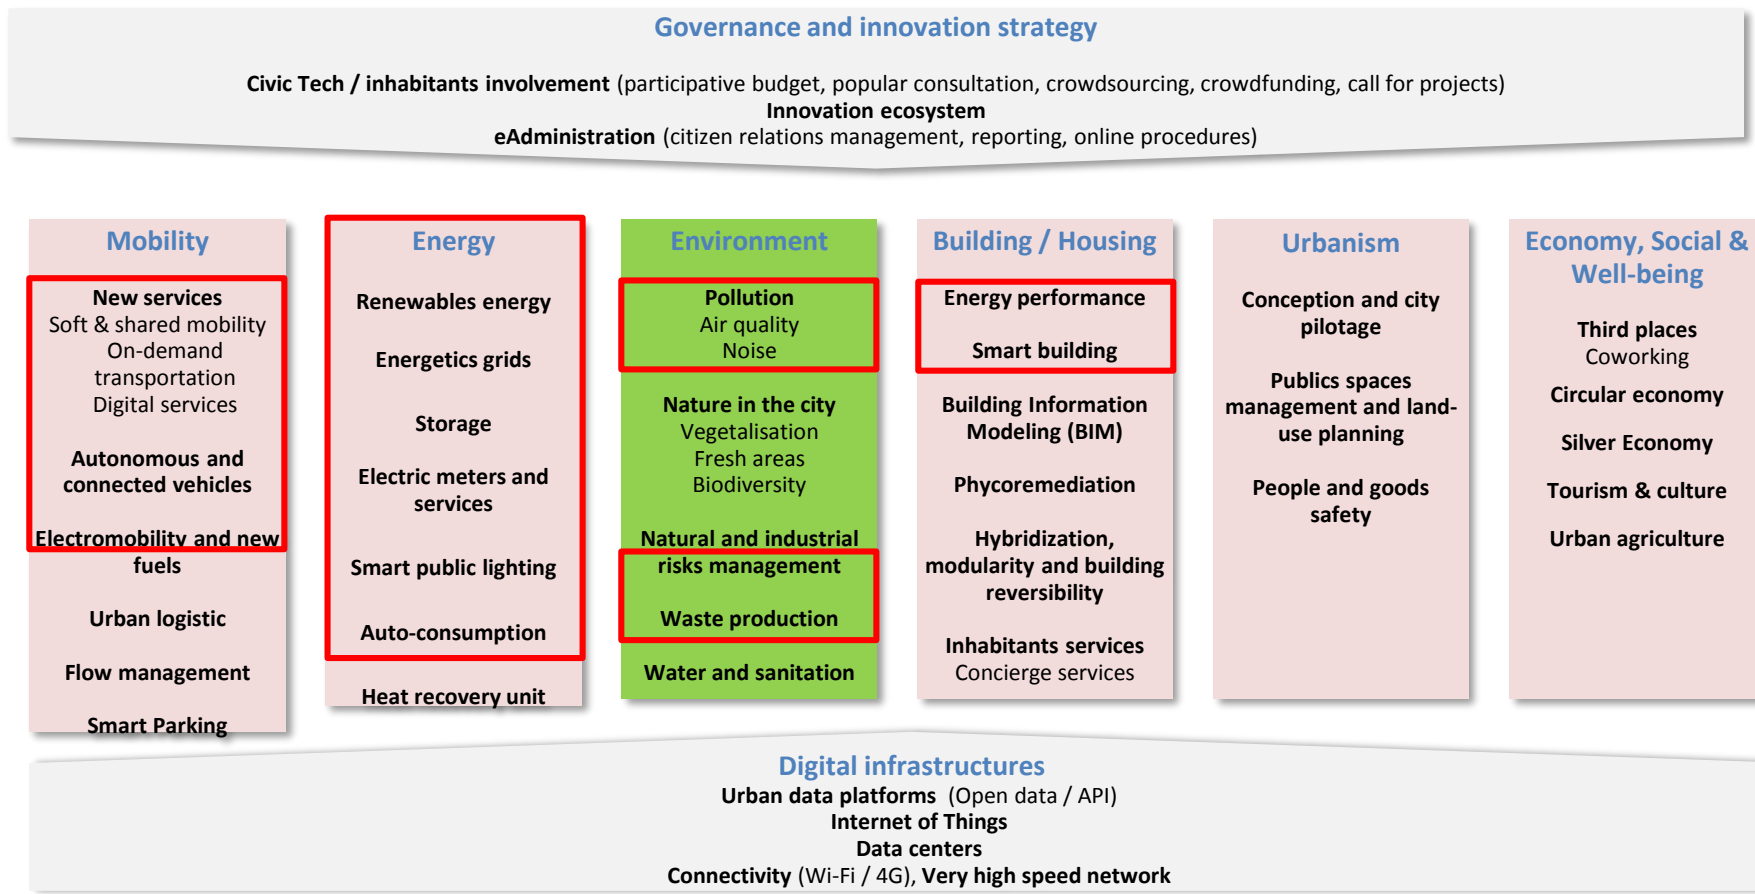 Governance and innovation strategy
Civic Tech / inhabitants involvement (participative budget, popular consultation, crowdsourcing, crowdfunding, call for projects)
Innovation ecosystem
eAdministration (citizen relations management, reporting, online procedures)
Mobility
New services
Soft & shared mobility
On-demand
transportation
Digital services
Autonomous and
connected vehicles
Electromobility and new
fuels
Urban logistic
Flow management
Smart Parking
Energy
Renewables energy
Energetics grids
Storage
Electric meters and
services
Smart public lighting
Auto-consumption
Heat recovery unit
Environment
Pollution
Air quality
Noise
Nature in the city
Vegetalisation
Fresh areas
Biodiversity
Natural and industrial
risks management
Waste production
Water and sanitation
Building / Housing
Energy performance
Smart building
Building Information
Modeling (BIM)
Phycoremediation
Hybridization,
modularity and building
reversibility
Inhabitants services
Concierge services
Urbanism
Conception and city
pilotage
Publics spaces
management and land-
use planning
People and goods
safety
Economy, Social &
Well-being
Third places
Coworking
Circular economy
Silver Economy
Tourism & culture
Urban agriculture
Digital infrastructures
Urban data platforms (Open data / API)
Internet of Things
Data centers
Connectivity (Wi-Fi / 4G), Very high speed network